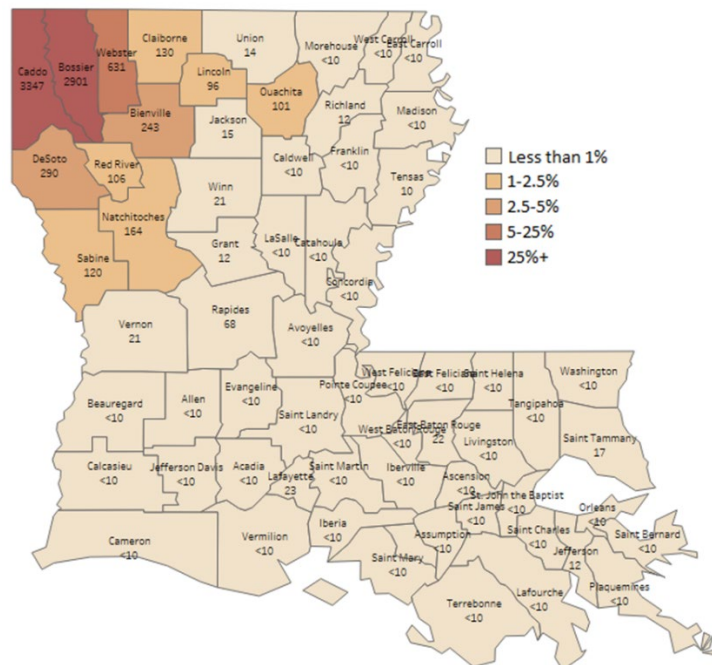 Claiborne
130
Union
14
Morehouse
<10
West Carroll
<10
East Carroll
<10
Caddo
3347
Bossier
2901
Webster
631
Lincoln
96
Ouachita
101
Richland
12
Madison
<10
Bienville
243
Jackson
15
DeSoto
290
Red River
106
Caldwell
<10
Franklin
<10
Tensas
10
Winn
21
Natchitoches
164
Grant
12
LaSalle
<10
Catahoula
<10
Concordia
<10
Sabine
120
Vernon
21
Rapides
68
Avoyelles
<10
Less than 1%
1-2.5%
2.5-5%
5-25%
25%+
Beauregard
<10
Allen
<10
Evangeline
<10
Saint Landry
<10
Pointe Coupee
<10
West Feliciana
<10
East Feliciana
<10
Saint Helena
<10
Tangipahoa
<10
Washington
<10
West Baton Rouge
<10
East Baton Rouge
22
Livingston
<10
Saint Tammany
17
Calcasieu
<10
Jefferson Davis
<10
Acadia
<10
Lafayette
23
Saint Martin
<10
Iberville
<10
Ascension
<10
St. John the Baptist
<10
Saint James
<10
Orleans
<10
Cameron
<10
Vermilion
<10
Iberia
<10
Saint Mary
<10
Assumption
<10
Saint Charles
<10
Jefferson
12
Saint Bernard
<10
Plaquemines
<10
Terrebonne
<10
Lafourche
<10